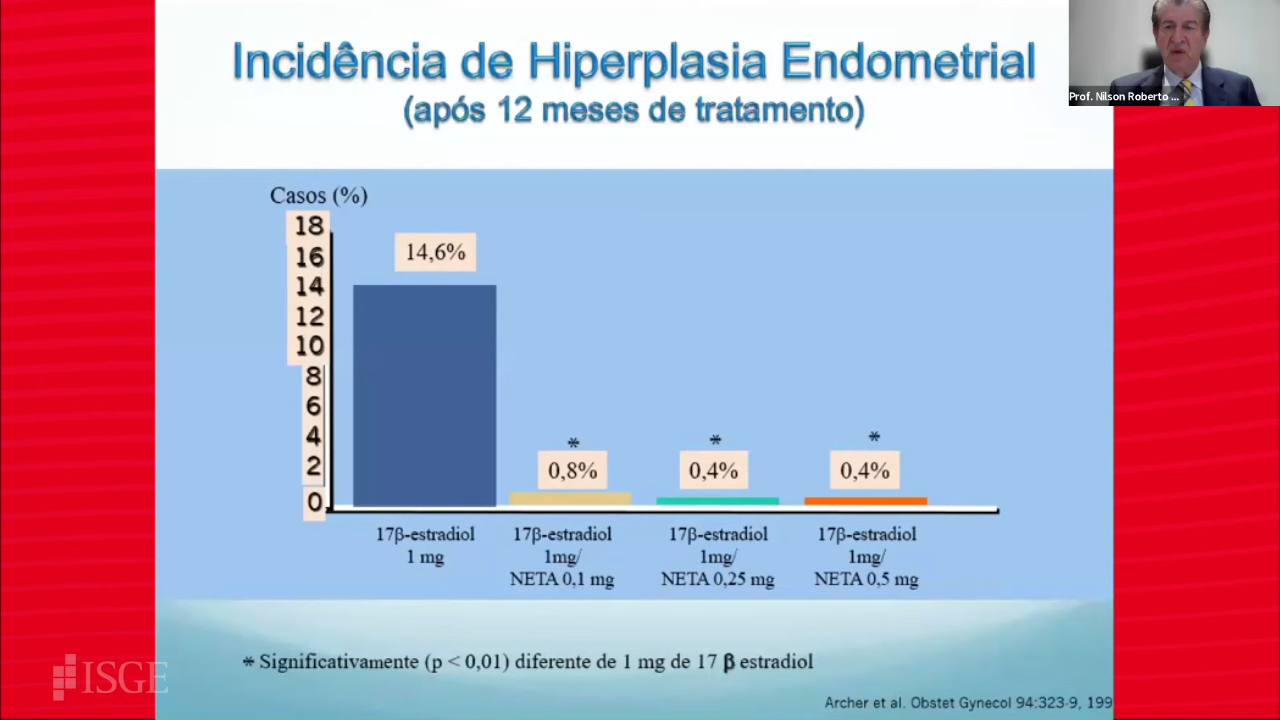 Incidência de Hiperplasia Endometrial
(após 12 meses de tratamento)
Prof. Nilson Roberto ...
Casos (%)
18
16
14
12
10
8
6
4
2
0
14,6%
*
0,8%
*
0,4%
*
0,4%
17β-estradiol
1 mg
17β-estradiol
1mg/
NETA 0,1 mg
17β-estradiol
1mg/
NETA 0,25 mg
17β-estradiol
1mg/
NETA 0,5 mg
* Significativamente (p < 0,01) diferente de 1 mg de 17 β estradiol
ISGE
Archer et al. Obstet Gynecol 94:323-9, 199